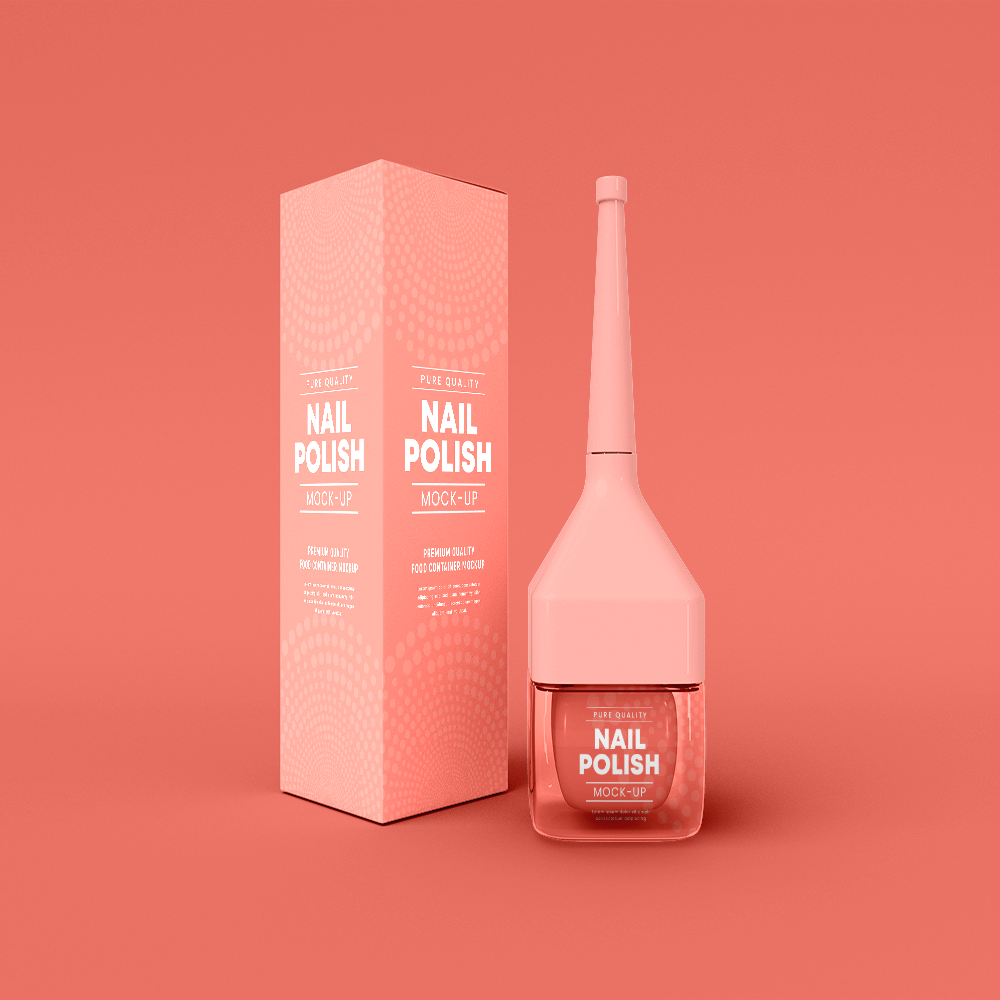 PURE QUALITY
NAIL
POLISH
MOCK-UP
PREMIUM QUALITY
FOOD CONTAINER MOCKUP
PURE QUALITY
NAIL
POLISH
MOCK-UP
PREMIUM QUALITY
FOOD CONTAINER MOCKUP
PURE QUALITY
NAIL
POLISH
MOCK-UP